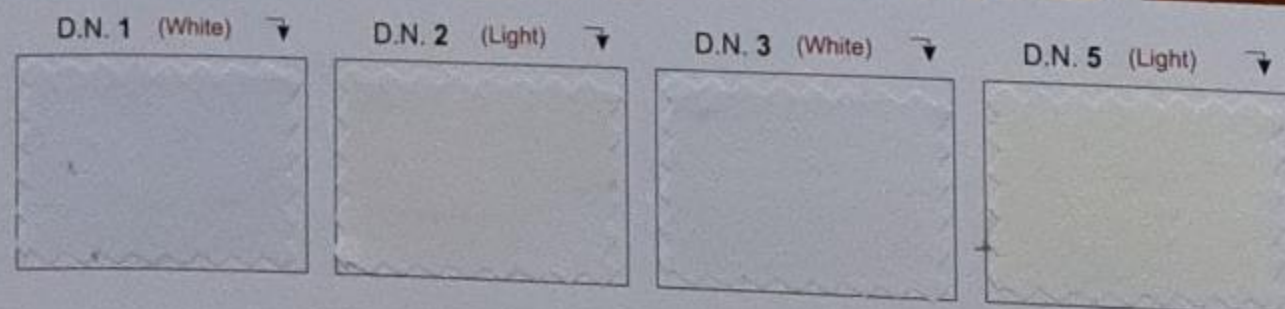 D.N. 1 (White)
D.N. 2 (Light)
D.N. 3 (White)
D.N. 5 (Light)